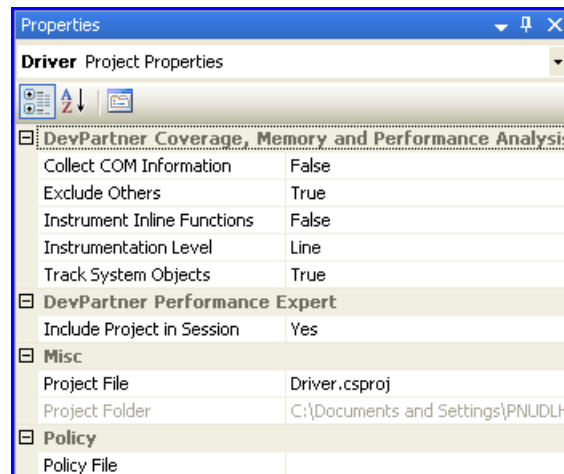 Properties
Driver Project Properties
DevPartner Coverage, Memory and Performance Analysis
Collect COM Information False
Exclude Others True
Instrument Inline Functions False
Instrumentation Level Line
Track System Objects True
DevPartner Performance Expert
Include Project in Session Yes
Misc
Project File Driver.csproj
Project Folder C:\Documents and Settings\PNUDLH
Policy
Policy File